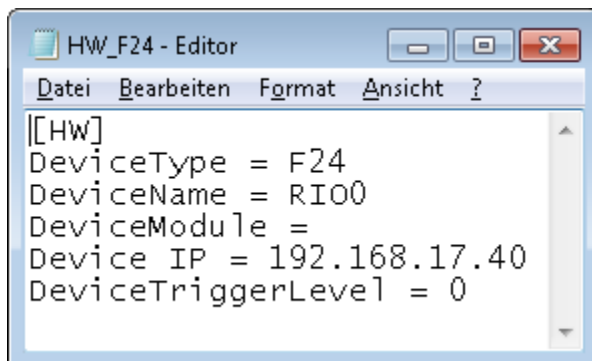 HW_F24 - Editor
Datei Bearbeiten Format Ansicht ?
[HW]
DeviceType = F24
DeviceName = RIO0
DeviceModule =
Device IP = 192.168.17.40
DeviceTriggerLevel = 0